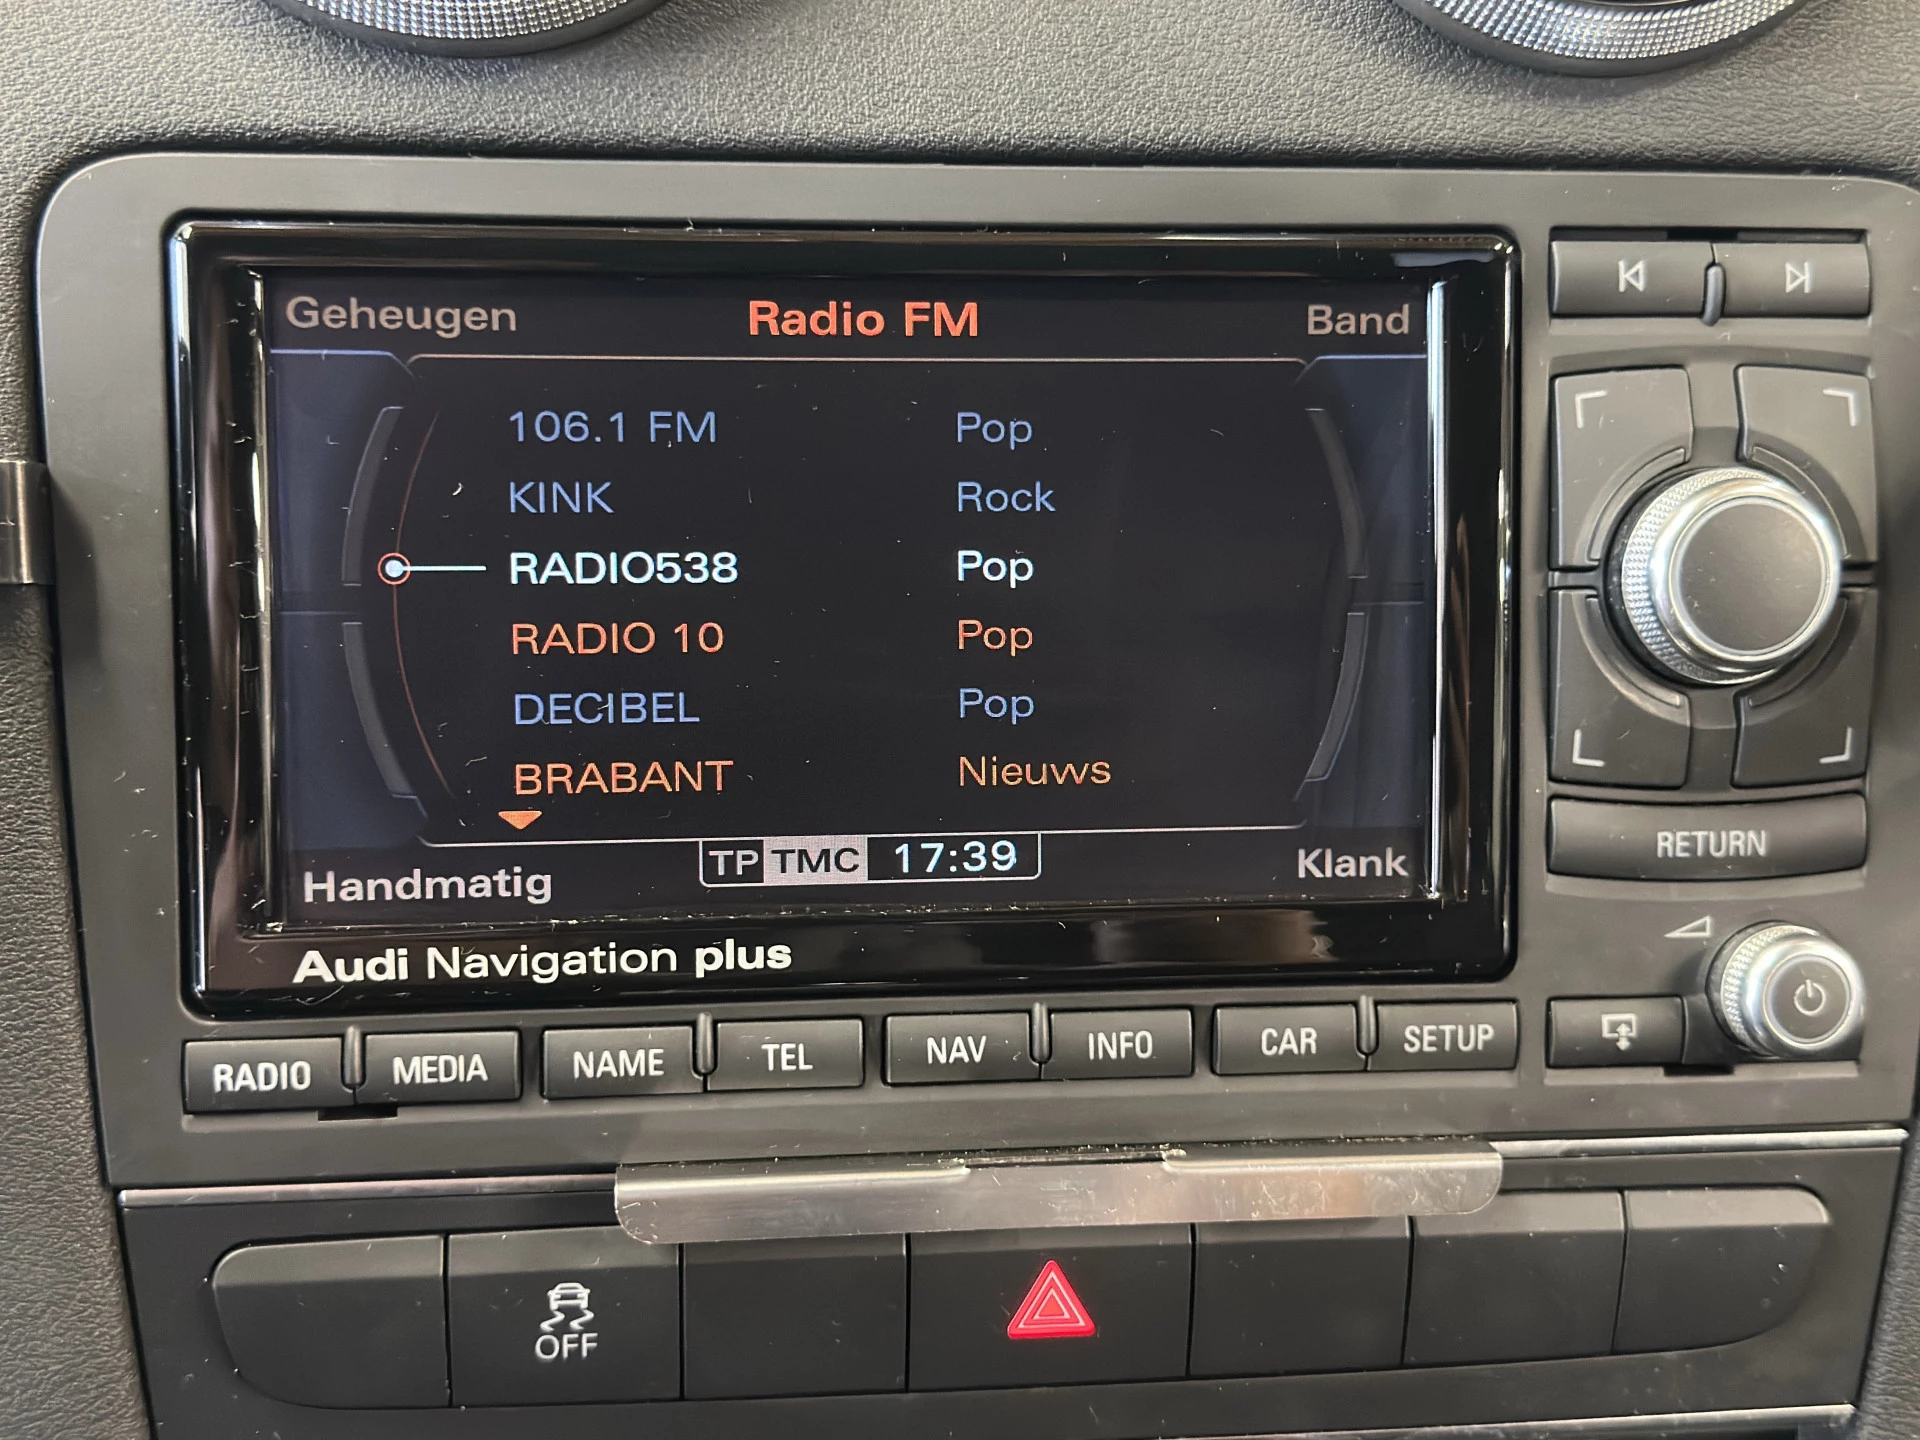 Geheugen Radio FM Band
106.1 FM Pop
KINK Rock
RADIO538 Pop
RADIO 10 Pop
DECIBEL Pop
BRABANT Nieuws
Handmatig TP TMC 17:39 Klank
Audi Navigation plus
RETURN
RADIO MEDIA NAME TEL NAV INFO CAR SETUP
OFF